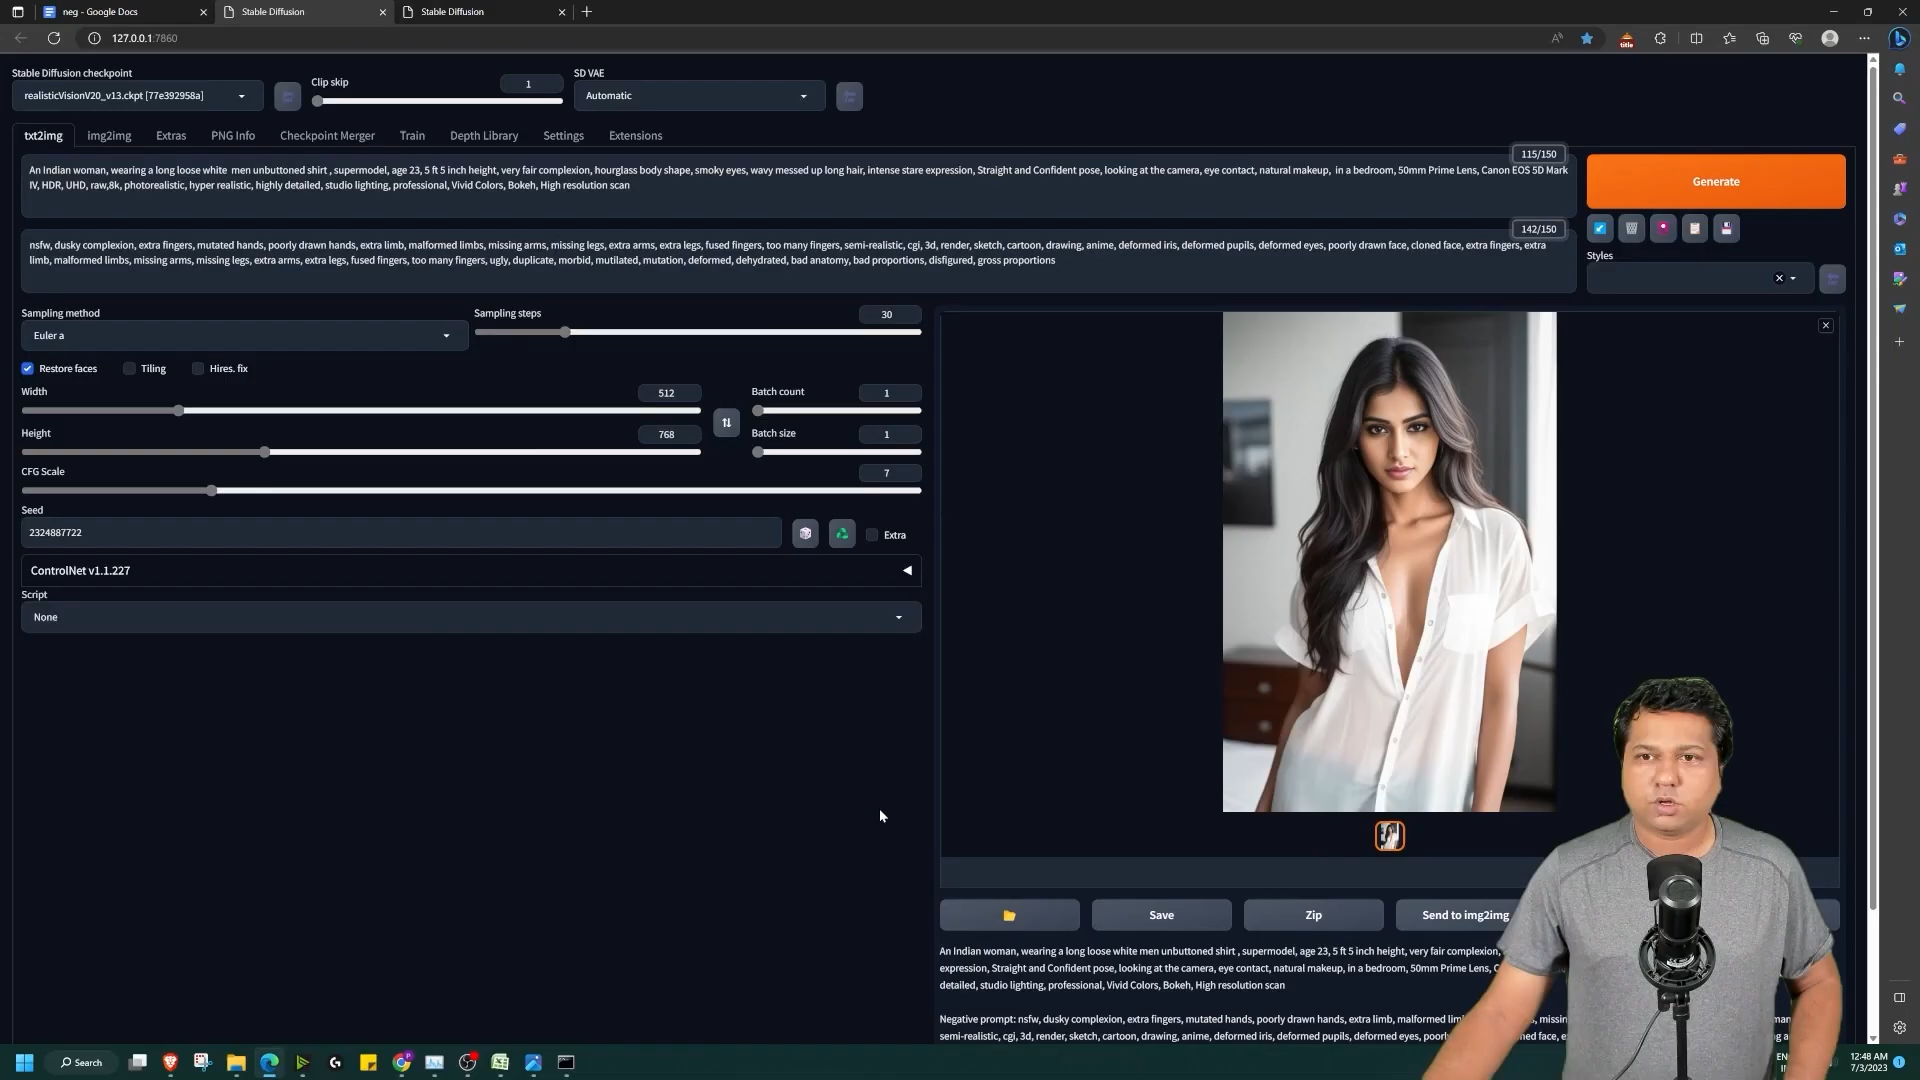 neg - Google Docs
Stable Diffusion
Stable Diffusion
127.0.0.1:7860
Stable Diffusion checkpoint
realisticVisionV20_v13.ckpt [77e392958a]
Clip skip
1
SD VAE
Automatic
txt2img
img2img
Extras
PNG Info
Checkpoint Merger
Train
Depth Library
Settings
Extensions
115/150
An Indian woman, wearing a long loose white men unbuttoned shirt , supermodel, age 23, 5 ft 5 inch height, very fair complexion, hourglass body shape, smoky eyes, wavy messed up long hair, intense stare expression, Straight and Confident pose, looking at the camera, eye contact, natural makeup, in a bedroom, 50mm Prime Lens, Canon EOS 5D Mark
IV, HDR, UHD, raw,8k, photorealistic, hyper realistic, highly detailed, studio lighting, professional, Vivid Colors, Bokeh, High resolution scan
Generate
142/150
nsfw, dusky complexion, extra fingers, mutated hands, poorly drawn hands, extra limb, malformed limbs, missing arms, missing legs, extra arms, extra legs, fused fingers, too many fingers, semi-realistic, cgi, 3d, render, sketch, cartoon, drawing, anime, deformed iris, deformed pupils, deformed eyes, poorly drawn face, cloned face, extra fingers, extra
limb, malformed limbs, missing arms, missing legs, extra arms, extra legs, fused fingers, too many fingers, ugly, duplicate, morbid, mutilated, mutation, deformed, dehydrated, bad anatomy, bad proportions, disfigured, gross proportions
Styles
Sampling method
Euler a
Sampling steps
30
Restore faces
Tiling
Hires. fix
Width
512
Batch count
1
Height
768
Batch size
1
CFG Scale
7
Seed
2324887722
Extra
ControlNet v1.1.227
Script
None
Save
Zip
Send to img2img
An Indian woman, wearing a long loose white men unbuttoned shirt , supermodel, age 23, 5 ft 5 inch height, very fair complexion,
expression, Straight and Confident pose, looking at the camera, eye contact, natural makeup, in a bedroom, 50mm Prime Lens,
detailed, studio lighting, professional, Vivid Colors, Bokeh, High resolution scan
Negative prompt: nsfw, dusky complexion, extra fingers, mutated hands, poorly drawn hands, extra limb, malformed
semi-realistic, cgi, 3d, render, sketch, cartoon, drawing, anime, deformed iris, deformed pupils, deformed eyes, face,
Search
12:48 AM
7/3/2023